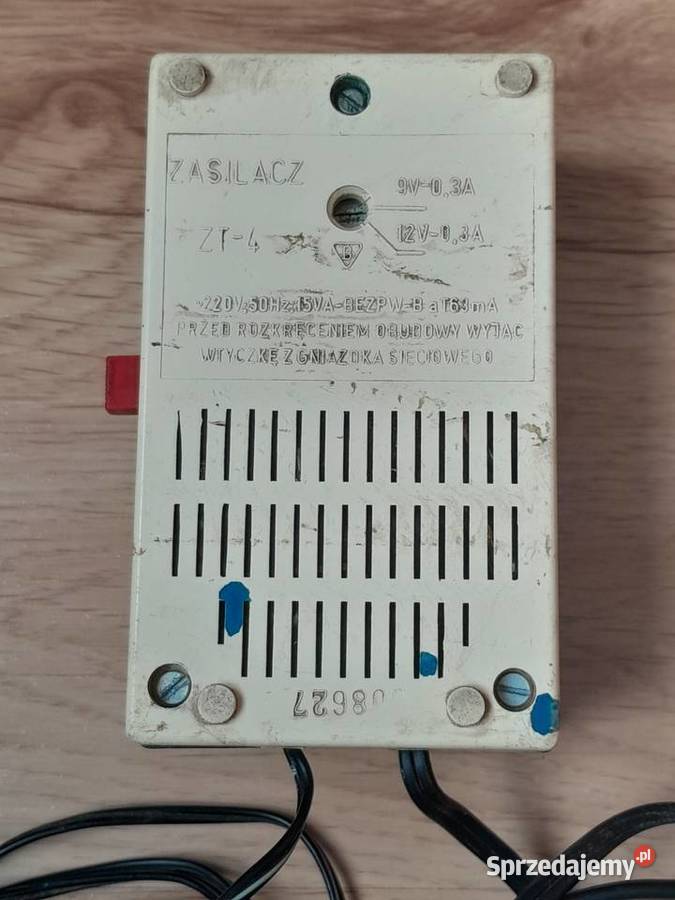 ZASILACZ
9V-0,3A
ZT-4
12V-0,3A
B
~220V;50Hz;15VA-BEZPW-B aT63mA
PRZED ROZKRĘCENIEM OBUDOWY WYJĄC
WTYCZKĘ Z GNIAZDKA SIECIOWEGO
08627
Sprzedajemy.pl